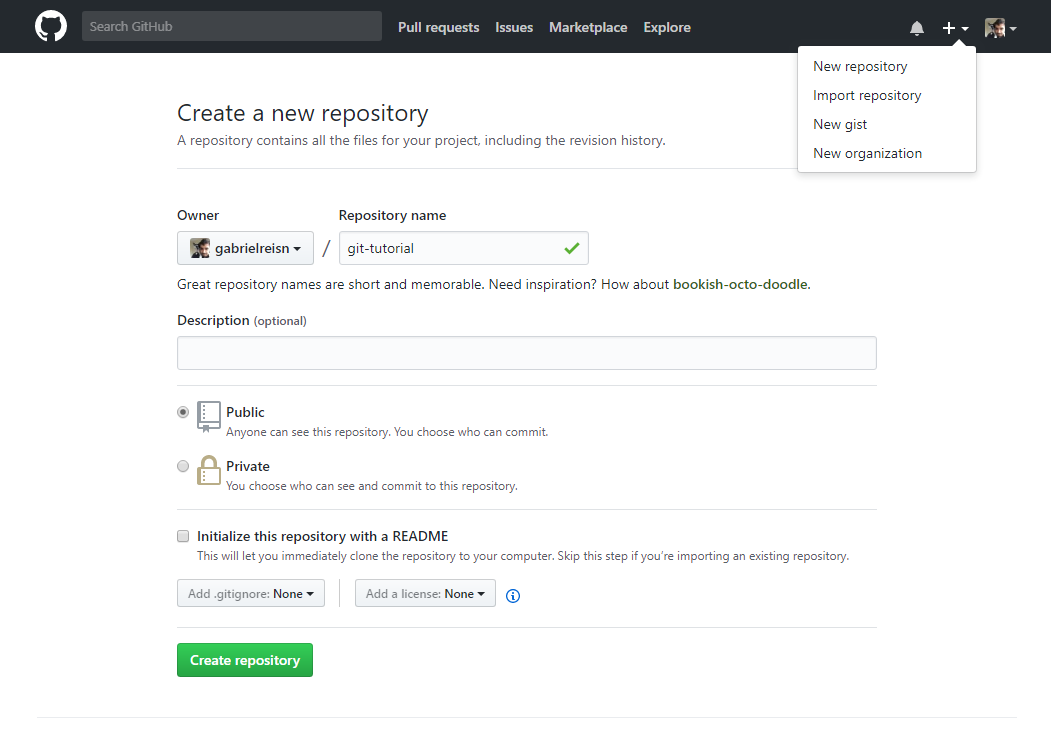 Search GitHub Pull requests Issues Marketplace Explore
New repository
Import repository
New gist
New organization
Create a new repository
A repository contains all the files for your project, including the revision history.
Owner Repository name
gabrielreisn / git-tutorial
Great repository names are short and memorable. Need inspiration? How about bookish-octo-doodle.
Description (optional)
Public
Anyone can see this repository. You choose who can commit.
Private
You choose who can see and commit to this repository.
Initialize this repository with a README
This will let you immediately clone the repository to your computer. Skip this step if you’re importing an existing repository.
Add .gitignore: None Add a license: None
Create repository